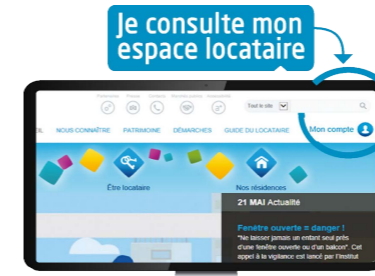 Je consulte mon
espace locataire
Tout le site
NOUS CONNAÎTRE PATRIMOINE DÉMARCHES GUIDE DU LOCATAIRE Mon compte
Être locataire
Nos résidences
21 MAI Actualité
Fenêtre ouverte = danger !
"Ne laisser jamais un enfant seul près
d'une fenêtre ouverte ou d'un balcon". Cet
appel à la vigilance est lancé par l'Institut